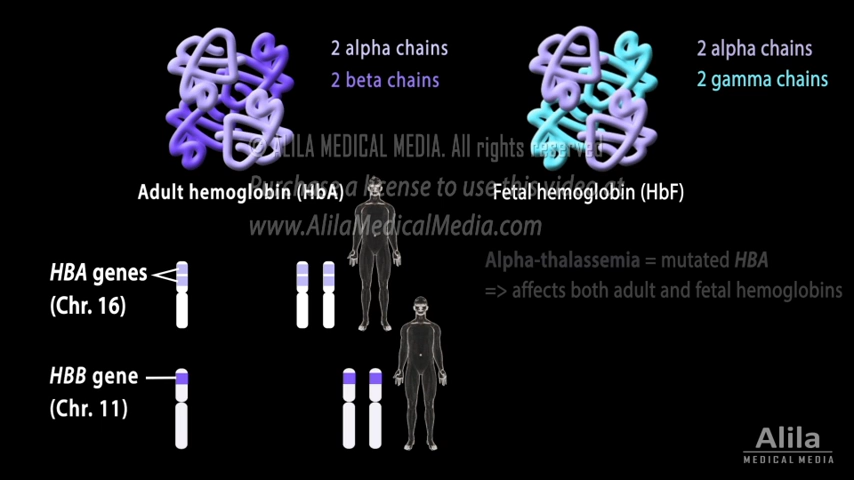 2 alpha chains
2 beta chains
2 alpha chains
2 gamma chains
© ALILA MEDICAL MEDIA. All rights reserved
Purchase a license to use this video at
www.AlilaMedicalMedia.com
Adult hemoglobin (HbA)
Fetal hemoglobin (HbF)
HBA genes
(Chr. 16)
Alpha-thalassemia = mutated HBA
=> affects both adult and fetal hemoglobins
HBB gene
(Chr. 11)
Alila
MEDICAL MEDIA